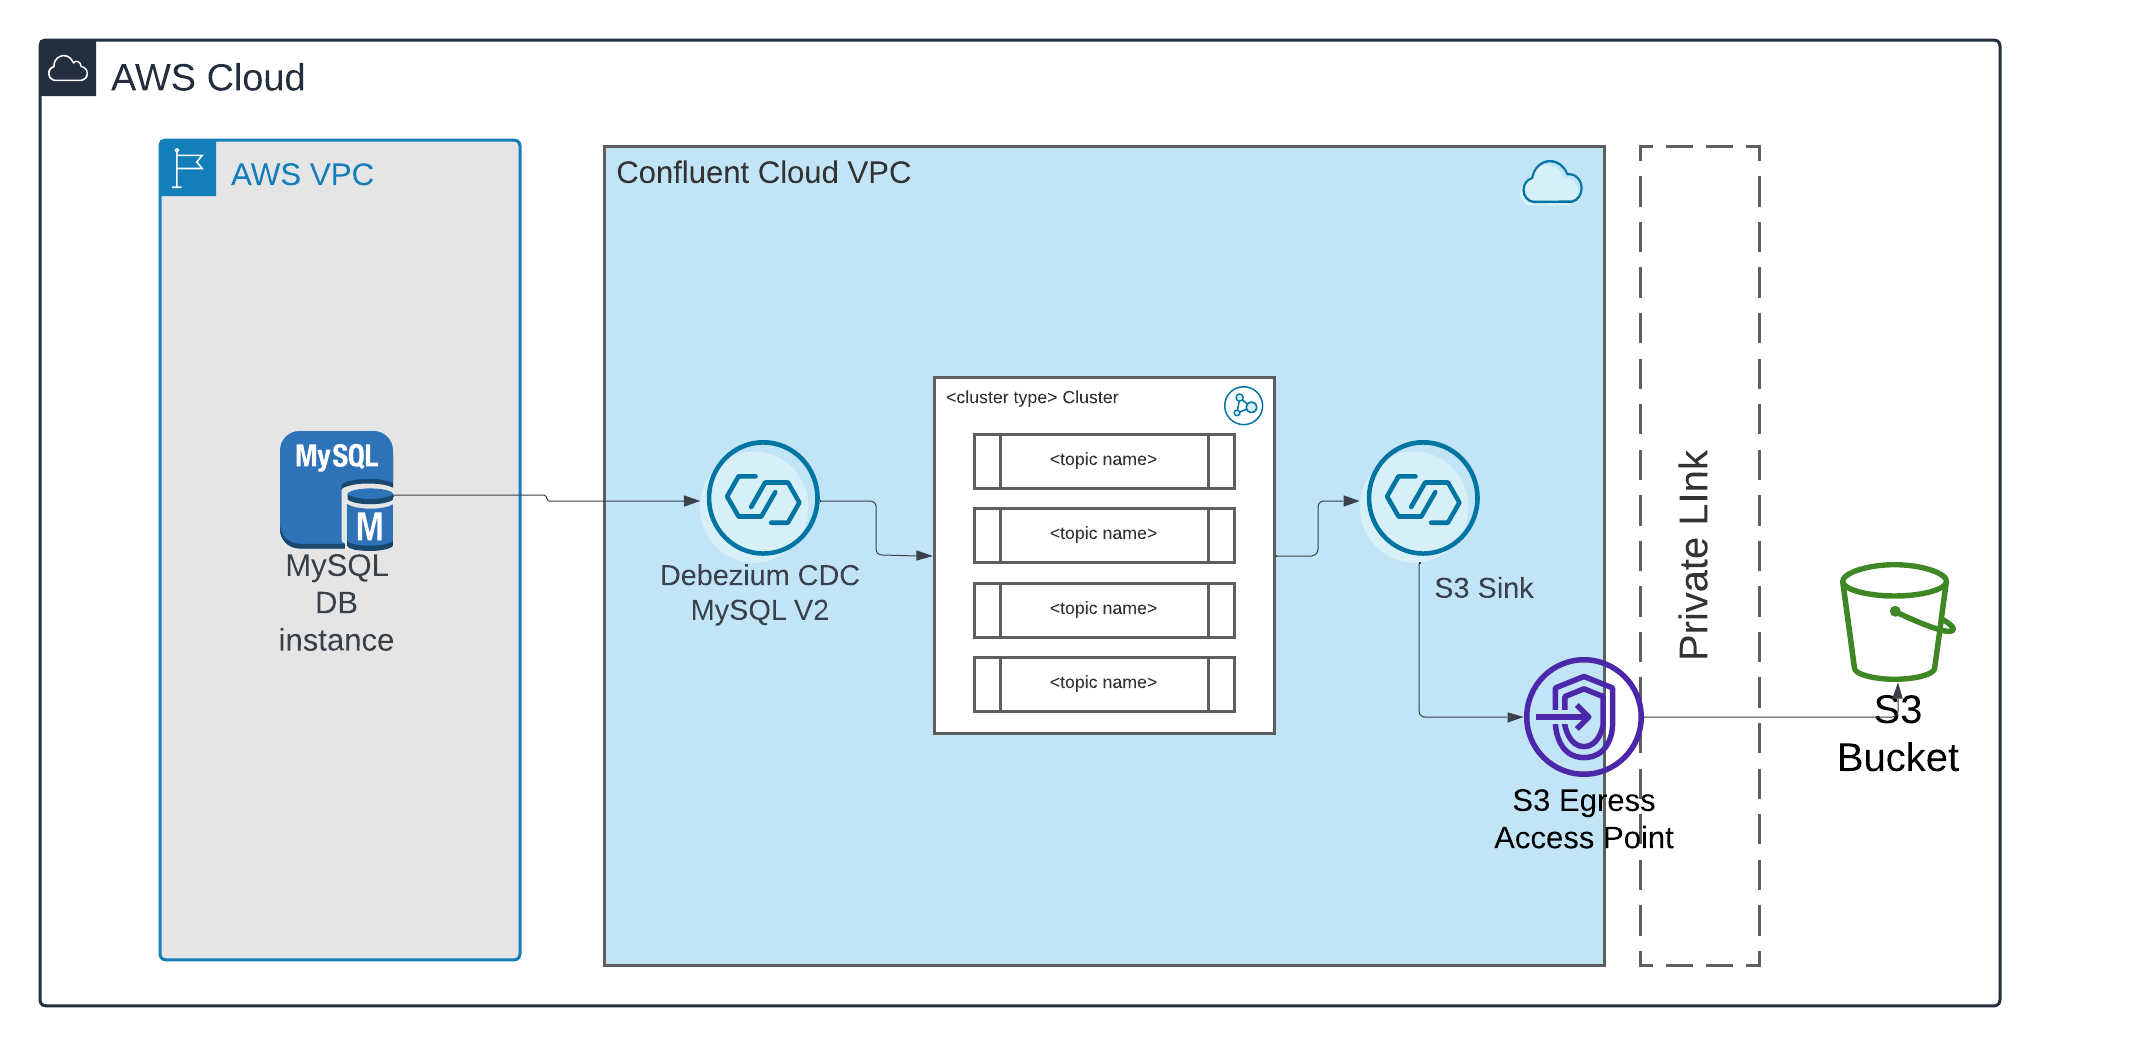 AWS Cloud
AWS VPC
Confluent Cloud VPC
MySQL
M
MySQL
DB
instance
Debezium CDC
MySQL V2
<cluster type> Cluster
<topic name>
<topic name>
<topic name>
<topic name>
S3 Sink
S3 Egress
Access Point
Private LInk
S3
Bucket